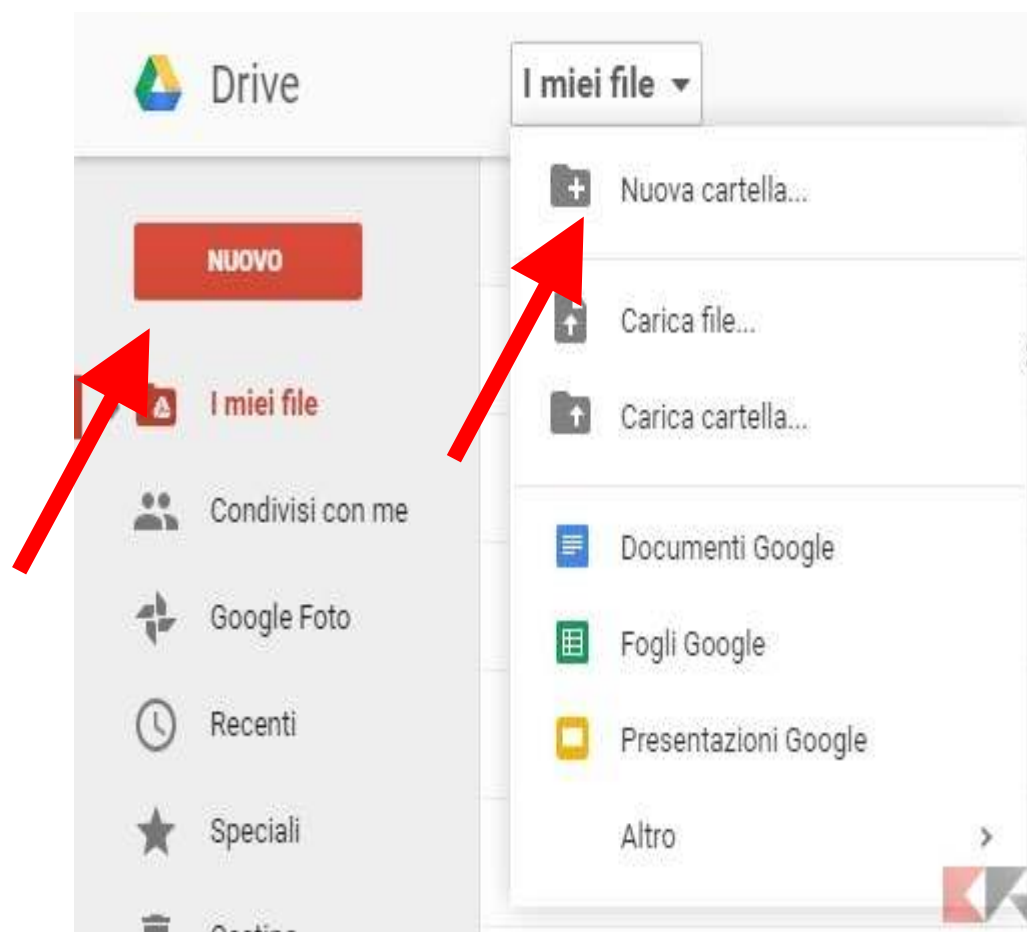 Drive
I miei file
NUOVO
I miei file
Condivisi con me
Google Foto
Recenti
Speciali
Nuova cartella...
Carica file...
Carica cartella...
Documenti Google
Fogli Google
Presentazioni Google
Altro